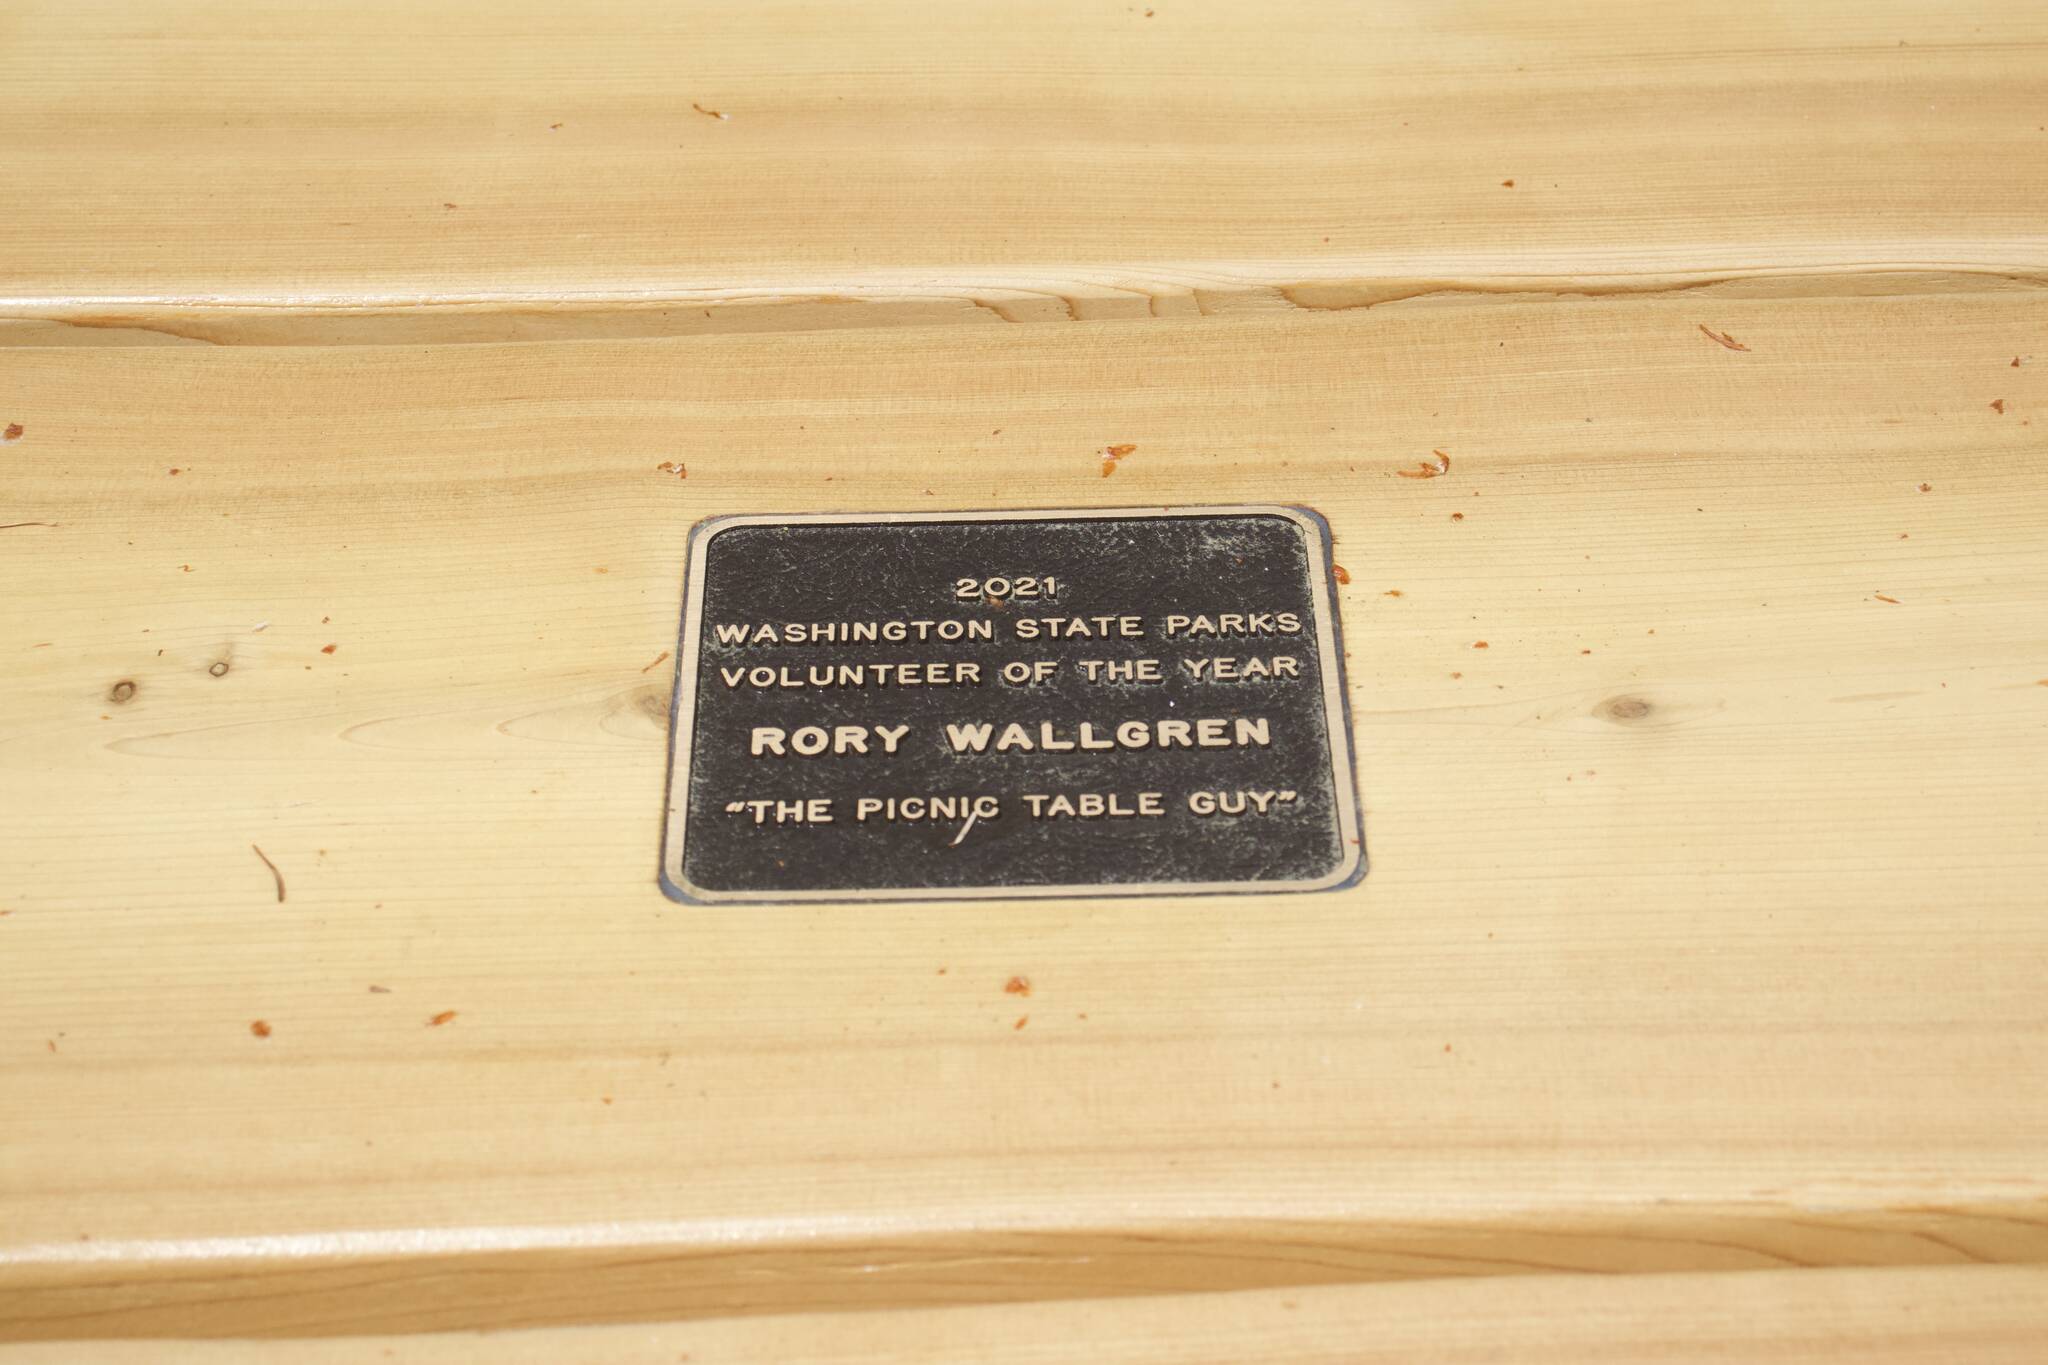 2021
WASHINGTON STATE PARKS
VOLUNTEER OF THE YEAR
RORY WALLGREN
"THE PICNIC TABLE GUY"